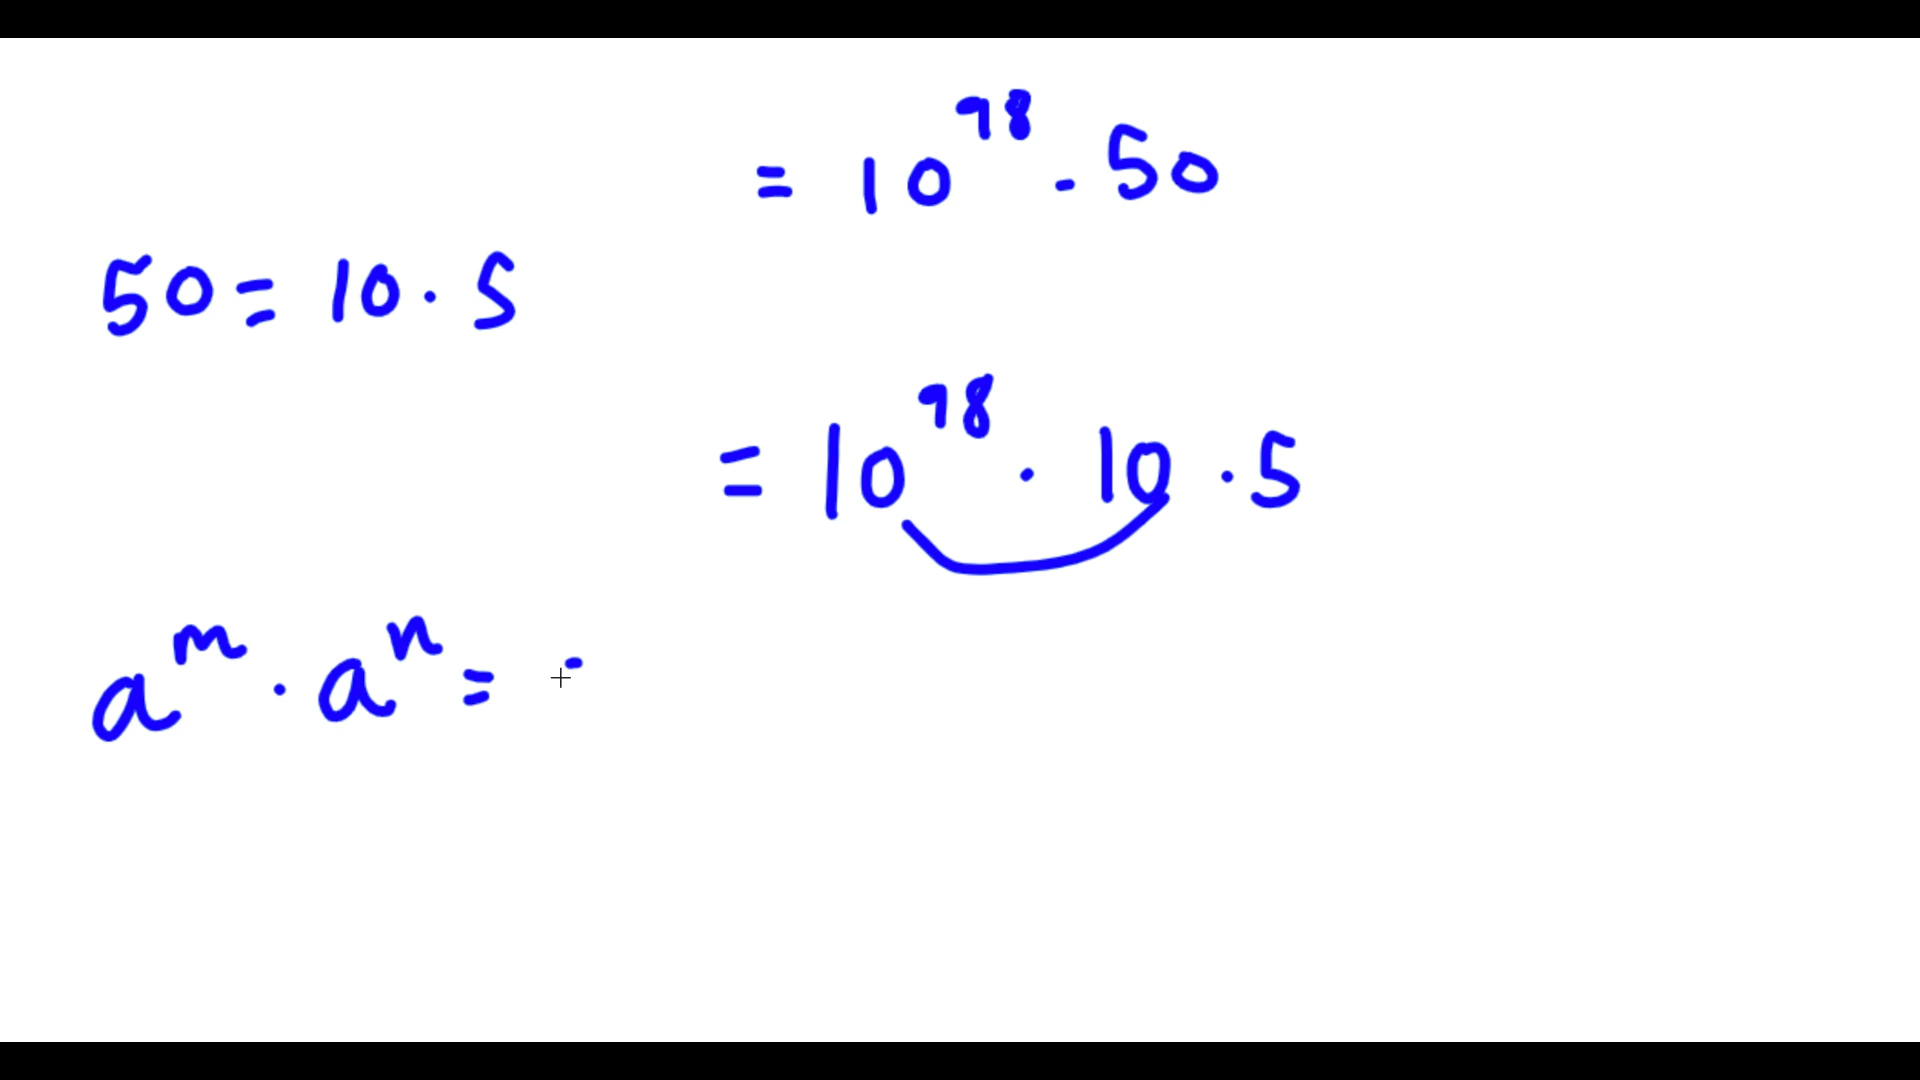 = 10^98 · 50
50 = 10 · 5
= 10^98 · 10 · 5
a^m · a^n =